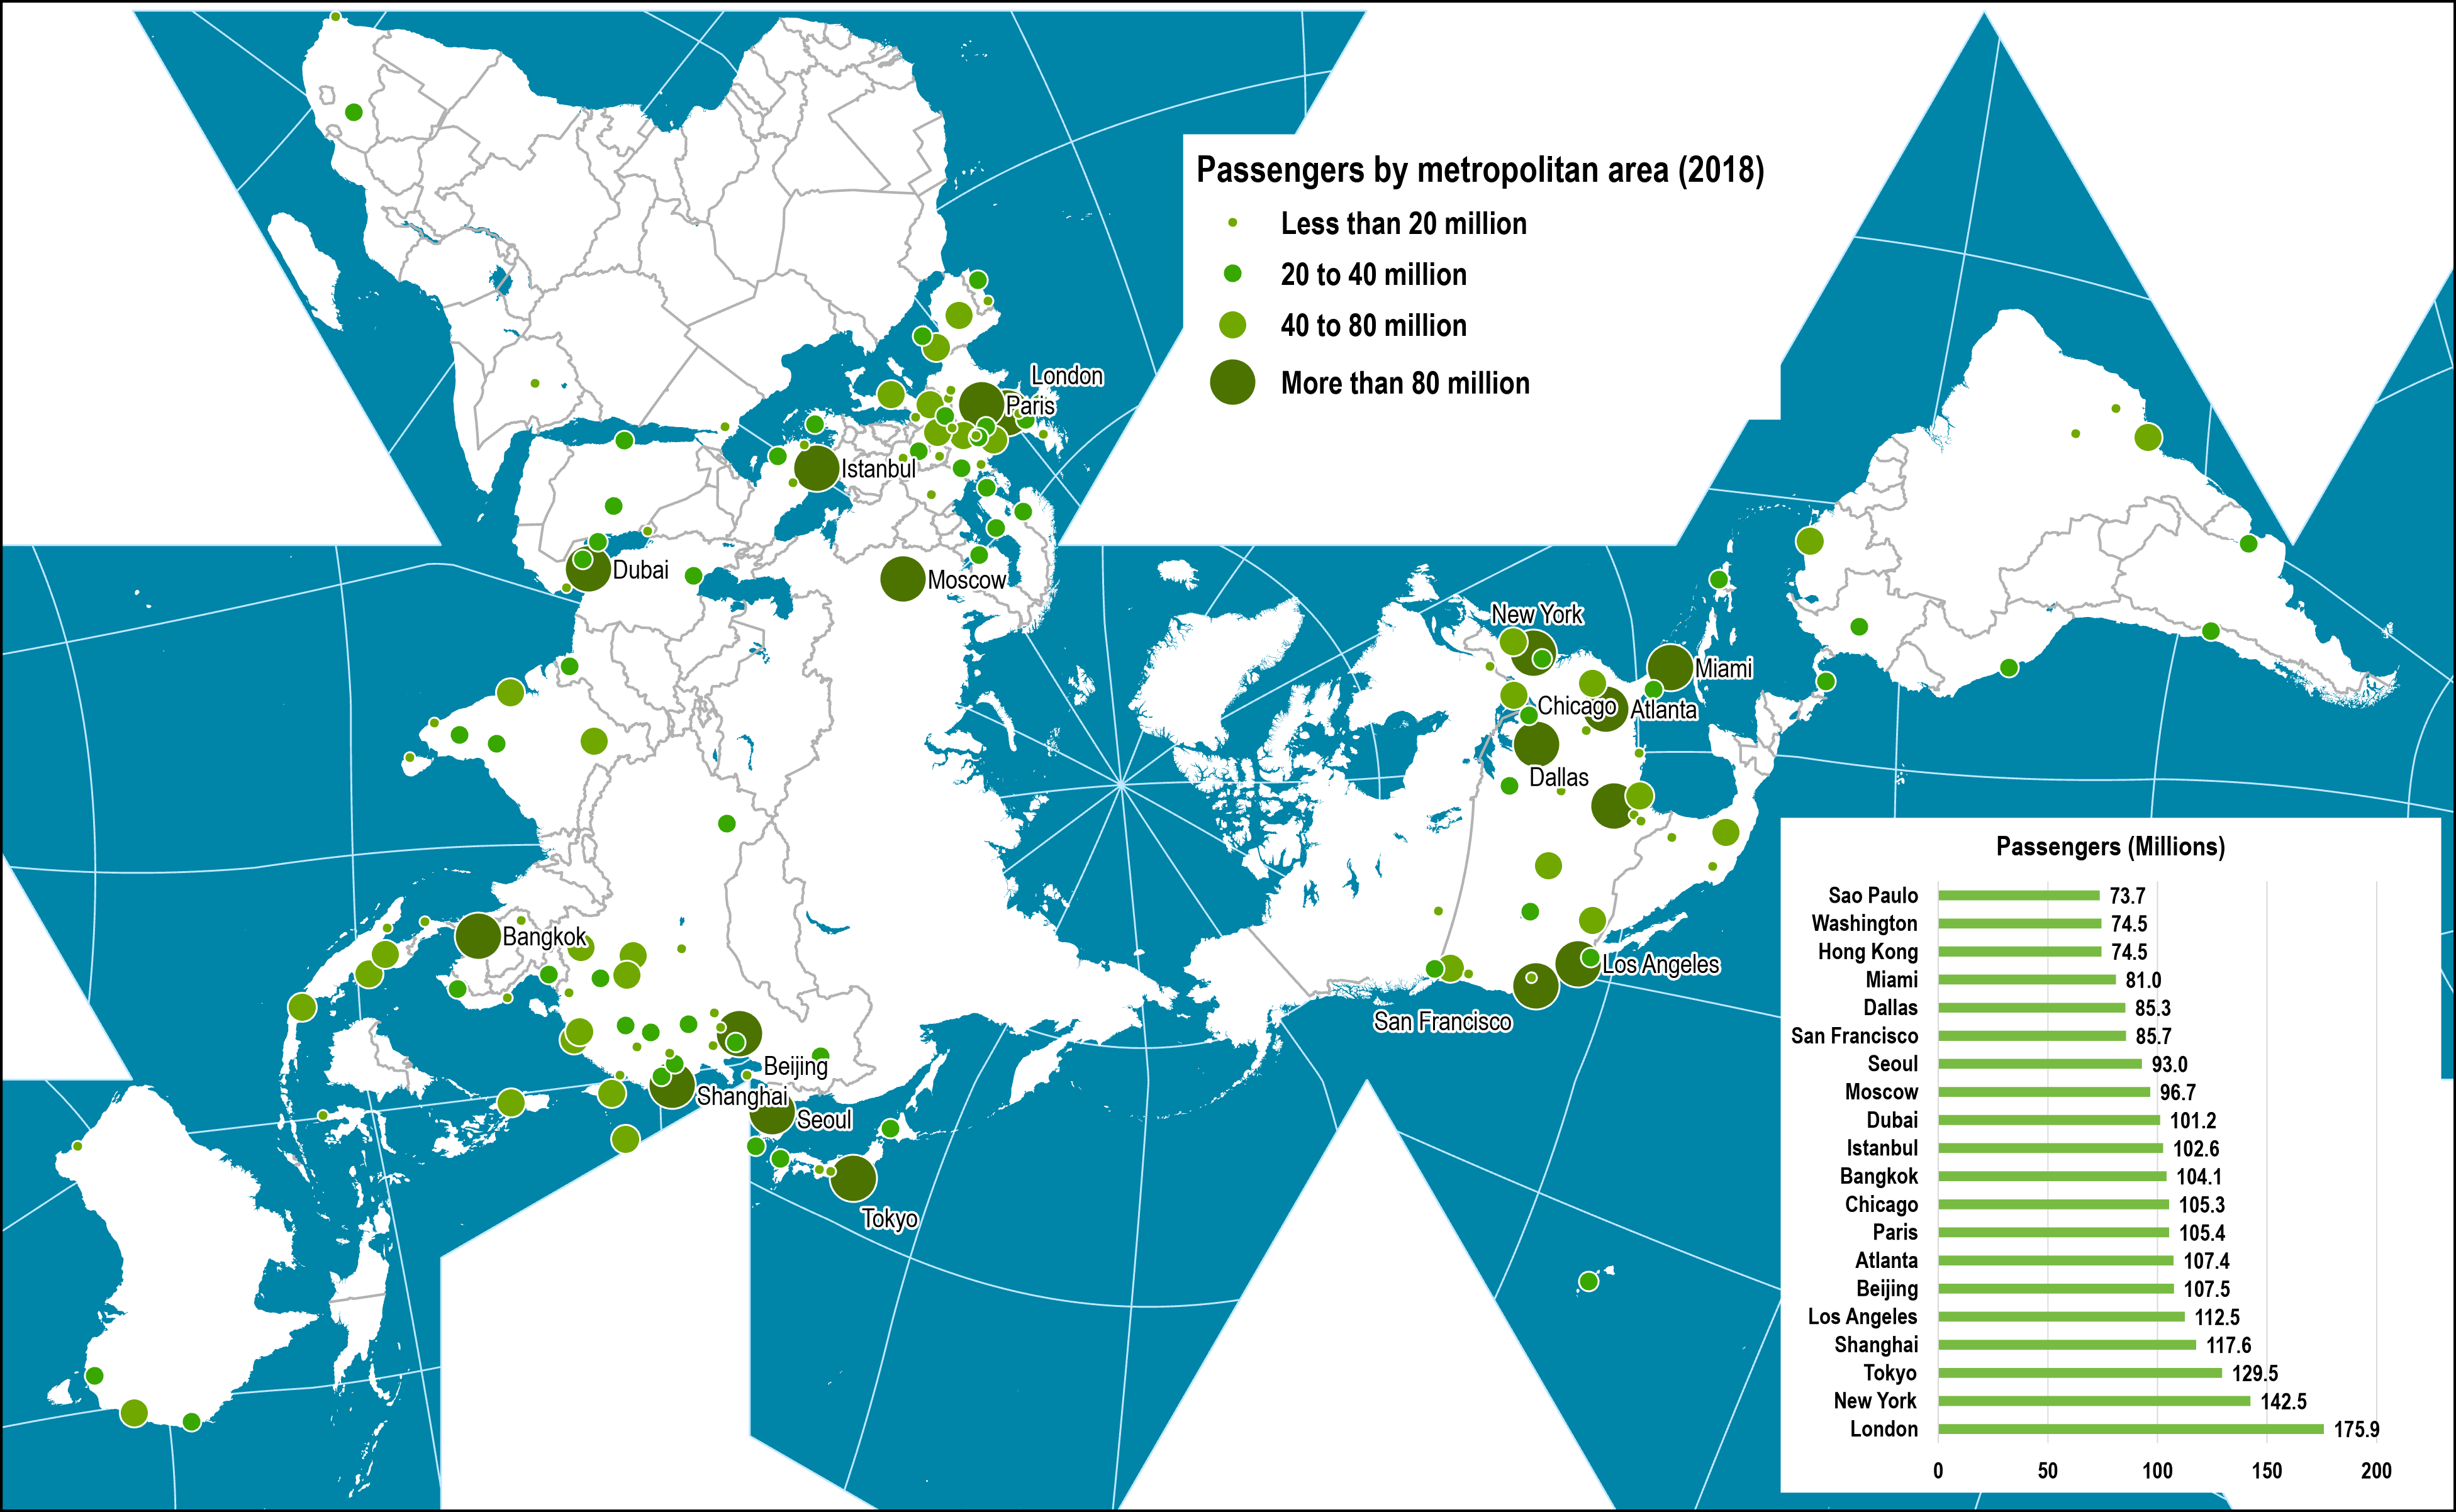 Passengers by metropolitan area (2018)
Less than 20 million
20 to 40 million
40 to 80 million
More than 80 million
London
Paris
Istanbul
Dubai
Moscow
New York
Miami
Chicago
Atlanta
Dallas
Bangkok
Los Angeles
San Francisco
Beijing
Shanghai
Seoul
Tokyo
Passengers (Millions)
Sao Paulo 73.7
Washington 74.5
Hong Kong 74.5
Miami 81.0
Dallas 85.3
San Francisco 85.7
Seoul 93.0
Moscow 96.7
Dubai 101.2
Istanbul 102.6
Bangkok 104.1
Chicago 105.3
Paris 105.4
Atlanta 107.4
Beijing 107.5
Los Angeles 112.5
Shanghai 117.6
Tokyo 129.5
New York 142.5
London 175.9
0 50 100 150 200